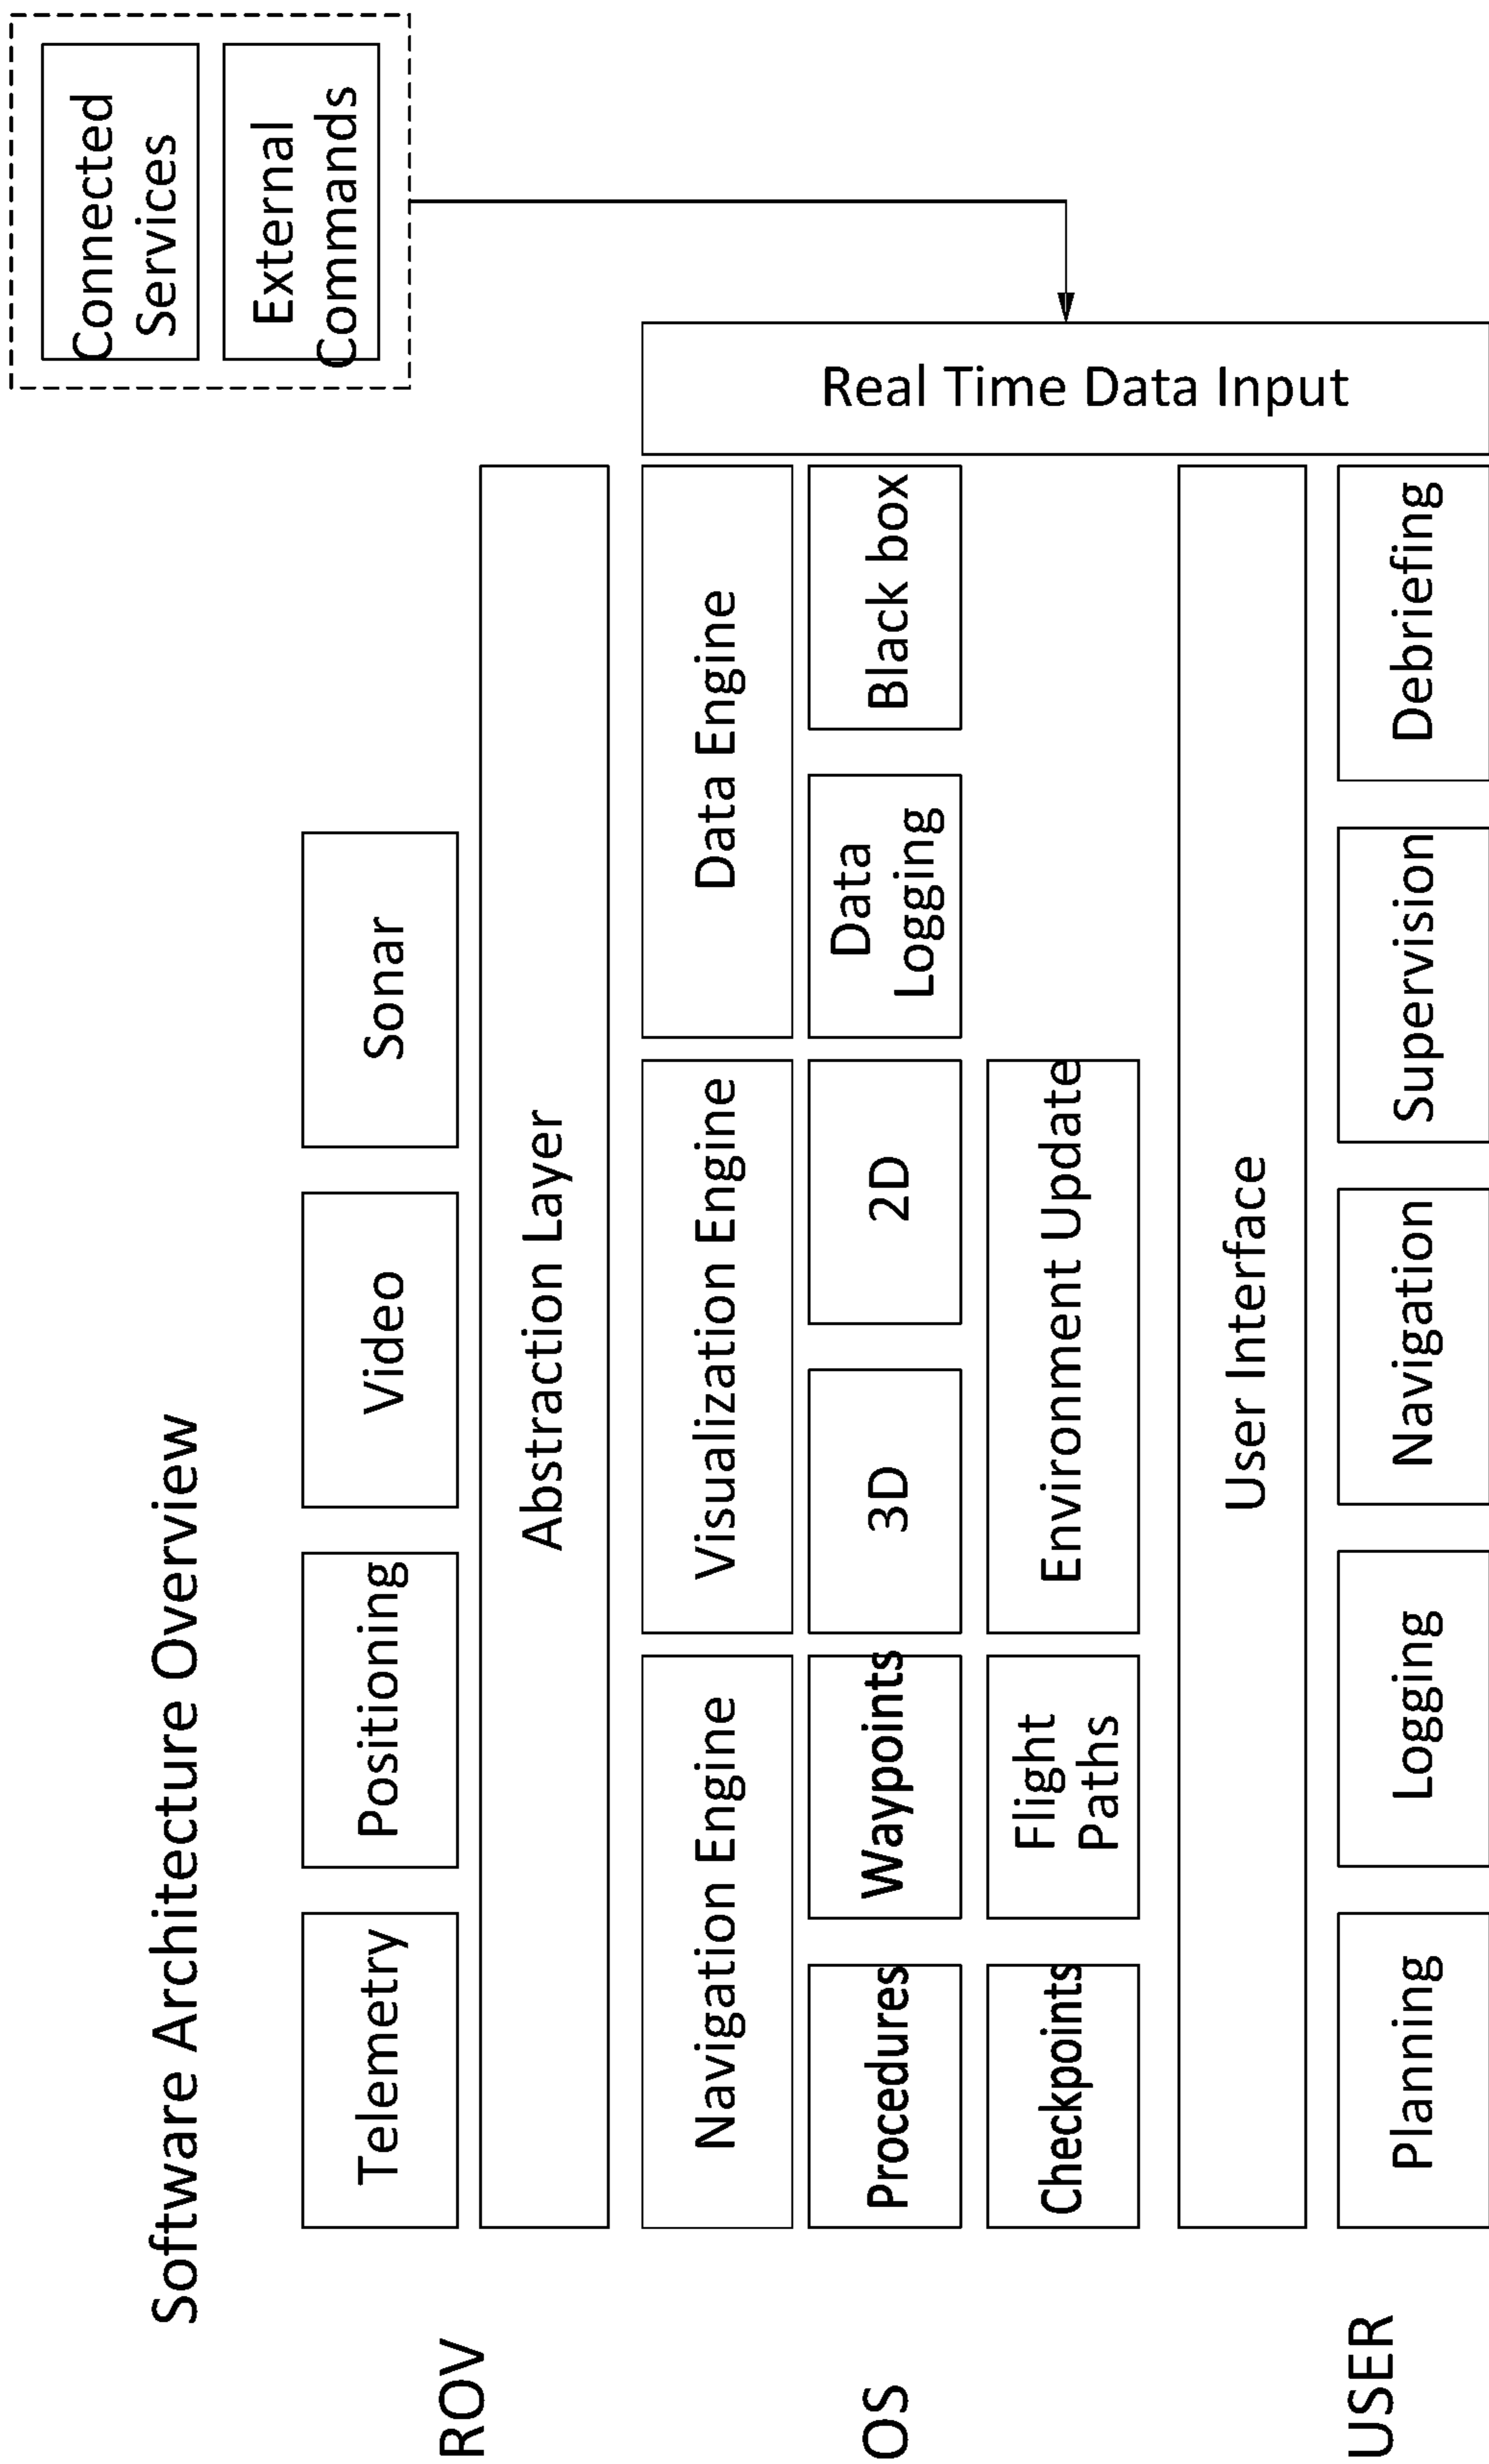 Software Architecture Overview
Connected
Services
External
Commands
ROV
Telemetry
Positioning
Video
Sonar
Abstraction Layer
OS
Navigation Engine
Visualization Engine
Data Engine
Procedures
Waypoints
3D
2D
Data
Logging
Black box
Checkpoints
Flight
Paths
Environment Update
Real Time Data Input
User Interface
USER
Planning
Logging
Navigation
Supervision
Debriefing